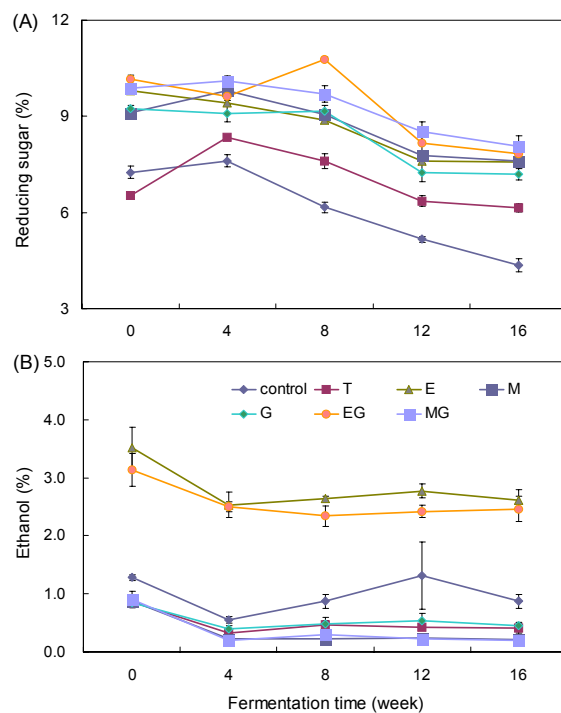 (A)
12
9
6
3
Reducing sugar (%)
0 4 8 12 16
(B)
5.0
4.0
3.0
2.0
1.0
0.0
Ethanol (%)
control T E M
G EG MG
0 4 8 12 16
Fermentation time (week)